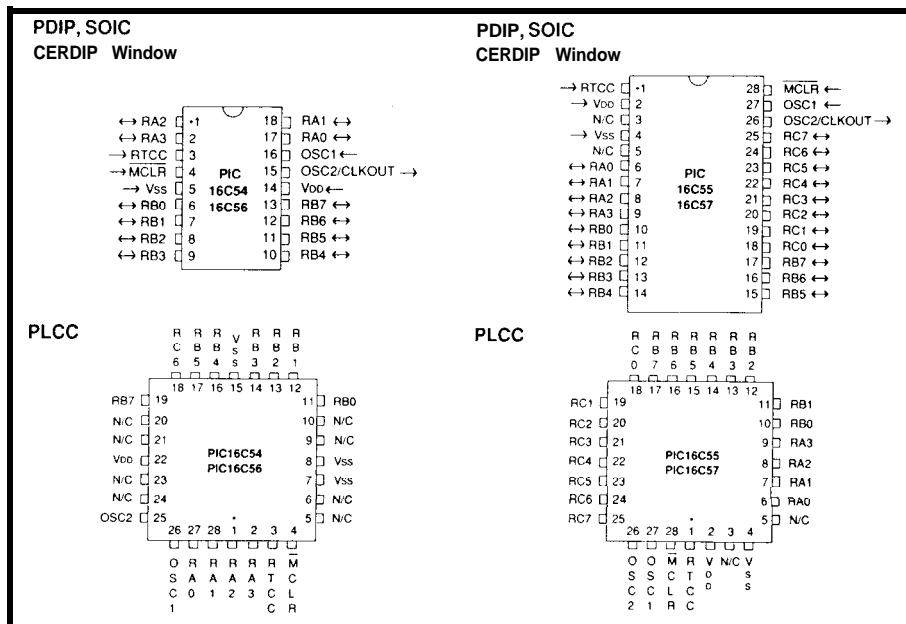 PDIP, SOIC
CERDIP Window
↔ RA2 •1 18 RA1 ↔
↔ RA3 2 17 RA0 ↔
→ RTCC 3 16 OSC1 ←
→ MCLR 4 15 OSC2/CLKOUT →
→ VSS 5 14 VDD ←
↔ RB0 6 13 RB7 ↔
↔ RB1 7 12 RB6 ↔
↔ RB2 8 11 RB5 ↔
↔ RB3 9 10 RB4 ↔
PIC
16C54
16C56
PDIP, SOIC
CERDIP Window
→ RTCC •1 28 MCLR ←
→ VDD 2 27 OSC1 ←
N/C 3 26 OSC2/CLKOUT →
→ VSS 4 25 RC7 ↔
N/C 5 24 RC6 ↔
↔ RA0 6 23 RC5 ↔
↔ RA1 7 22 RC4 ↔
↔ RA2 8 21 RC3 ↔
↔ RA3 9 20 RC2 ↔
↔ RB0 10 19 RC1 ↔
↔ RB1 11 18 RC0 ↔
↔ RB2 12 17 RB7 ↔
↔ RB3 13 16 RB6 ↔
↔ RB4 14 15 RB5 ↔
PIC
16C55
16C57
PLCC
RC6 RB5 RB4 VSS RB3 RB2 RB1
18 17 16 15 14 13 12
RB7 19 11 RB0
N/C 20 10 N/C
N/C 21 9 N/C
VDD 22 8 VSS
N/C 23 7 VSS
N/C 24 6 N/C
OSC2 25 5 N/C
PIC16C54
PIC16C56
26 27 28 1 2 3 4
OSC1 RA0 RA1 RA2 RA3 RTCC MCLR
PLCC
RC0 RB7 RB6 RB5 RB4 RB3 RB2
18 17 16 15 14 13 12
RC1 19 11 RB1
RC2 20 10 RB0
RC3 21 9 RA3
RC4 22 8 RA2
RC5 23 7 RA1
RC6 24 6 RA0
RC7 25 5 N/C
PIC16C55
PIC16C57
26 27 28 1 2 3 4
OSC2 OSC1 MCLR RTCC VDD N/C VSS